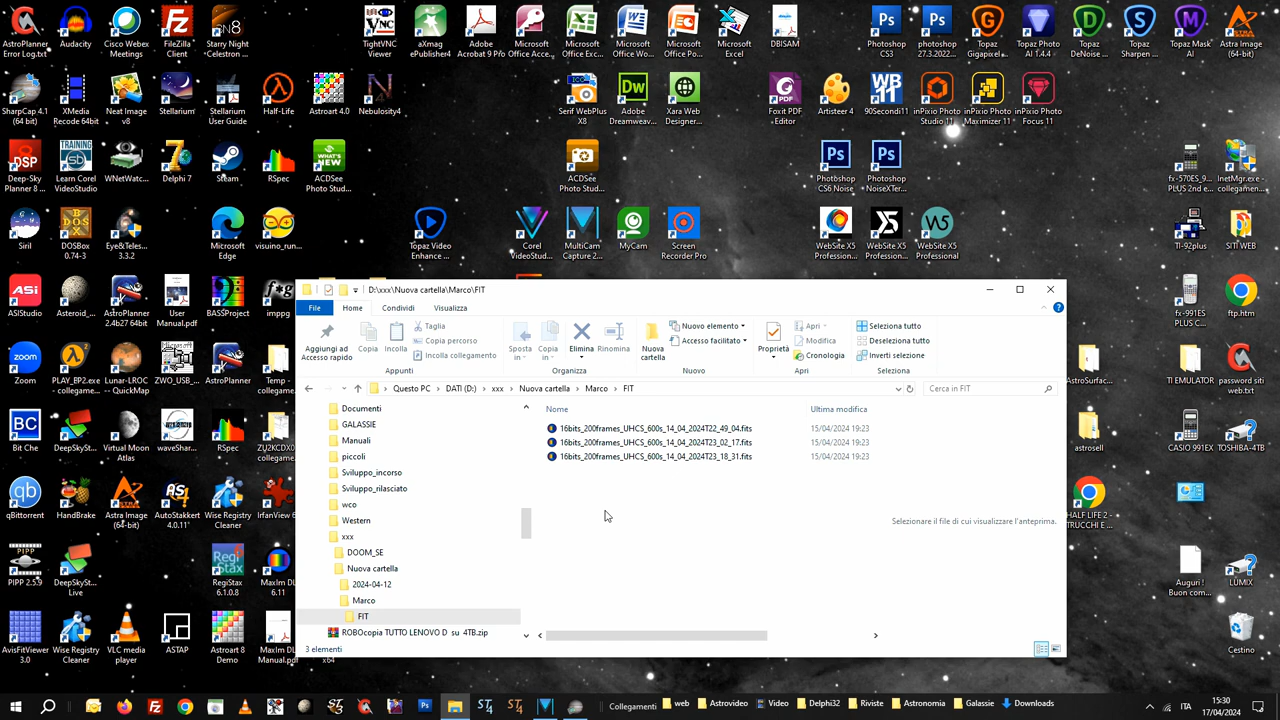 AstroPlanner Error Log.txt
Audacity
Cisco Webex Meetings
FileZilla Client
Starry Night Celestron ...
TightVNC Viewer
aXmag ePublisher4
Adobe Acrobat 9 Pro
Microsoft Office Acce...
Microsoft Office Exc...
Microsoft Office Wo...
Microsoft Office Po...
Microsoft Excel
DBISAM
Photoshop CS3
photoshop 27.3.2022...
Topaz Gigapixel ...
Topaz Photo AI 1.4.4
Topaz DeNoise ...
Topaz Sharpen ...
Topaz Mask AI
Astra Image (64-bit)
SharpCap 4.1 (64 bit)
XMedia Recode 64bit
Neat Image v8
Stellarium
Stellarium User Guide
Half-Life
Astroart 4.0
Nebulosity4
Serif WebPlus X8
Adobe Dreamweav...
Xara Web Designer...
Foxit PDF Editor
Artisteer 4
90Second11
inPixio Photo Studio 11
inPixio Photo Maximizer 11
inPixio Photo Focus 11
Deep-Sky Planner 8 ...
Learn Corel VideoStudio
WNetWatc...
Delphi 7
Steam
RSpec
ACDSee Photo Stud...
ACDSee Photo Stud...
Photoshop CS6 Noise
Photoshop NoiseXTer...
fx-570ES_9... PLUS 2nd e...
InetMgr.exe - collegamen...
Siril
DOSBox 0.74-3
Eye&Teles... 3.3.2
Microsoft Edge
visuino_run...
Topaz Video Enhance ...
Corel VideoStud...
MultiCam Capture 2...
MyCam
Screen Recorder Pro
WebSite X5 Profession...
WebSite X5 Profession...
WebSite X5 Professional
TI-92plus
SITI WEB
ASIStudio
Asteroid_...
AstroPlanner 2.4b27 64bit
User Manual.pdf
BASSProject
imppg
fx-991ES PLUS C...
ftp.htm
Zoom
PLAY_BP2.e... collegame...
Lunar-LROC -- QuickMap
ZWO_USB_...
AstroPlanner
Temp - collegame...
AstroSurfac...
TI EMULATOR
password siti web.txt
Bit Che
DeepSkySt...
Virtual Moon Atlas
waveShar...
RSpec
ZU2KCDX0...
astrosell
CASIO 991EX
TOSHIBA-4TB
qBittorrent
HandBrake
Astra Image (64-bit)
AutoStakkert 4.0.11
Wise Registry Cleaner
IrfanView 6...
HALF LIFE 2 - TRUCCHI E ...
PIPP 2.5.9
DeepSkySt... Live
RegiStax 6.1.0.8
MaxIm DL 6.11
Auguri ! Buon com...
LUMIX
AvisFitViewer 3.0
Wise Registry Cleaner
VLC media player
ASTAP
Astroart 8 Demo
MaxIm DL Manual.pdf
x64
Cestino
D:\xxx\Nuova cartella\Marco\FIT
File Home Condividi Visualizza
Aggiungi ad Accesso rapido
Copia
Incolla
Taglia
Copia percorso
Incolla collegamento
Appunti
Sposta in
Copia in
Elimina
Rinomina
Organizza
Nuova cartella
Nuovo elemento
Accesso facilitato
Nuovo
Proprietà
Apri
Modifica
Cronologia
Apri
Seleziona tutto
Deseleziona tutto
Inverti selezione
Seleziona
Questo PC > DATI (D:) > xxx > Nuova cartella > Marco > FIT
Cerca in FIT
Documenti
GALASSIE
Manuali
piccoli
Sviluppo_incorso
Sviluppo_rilasciato
wco
Western
xxx
DOOM_SE
Nuova cartella
2024-04-12
Marco
FIT
ROBOcopia TUTTO LENOVO D su 4TB.zip
Nome Ultima modifica
16bits_200frames_UHCS_600s_14_04_2024T22_49_04.fits 15/04/2024 19:23
16bits_200frames_UHCS_600s_14_04_2024T23_02_17.fits 15/04/2024 19:23
16bits_200frames_UHCS_600s_14_04_2024T23_18_31.fits 15/04/2024 19:23
Selezionare il file di cui visualizzare l'anteprima.
3 elementi
Collegamenti web Astrovideo Video Delphi32 Riviste Astronomia Galassie Downloads
ITA
15:30
17/04/2024